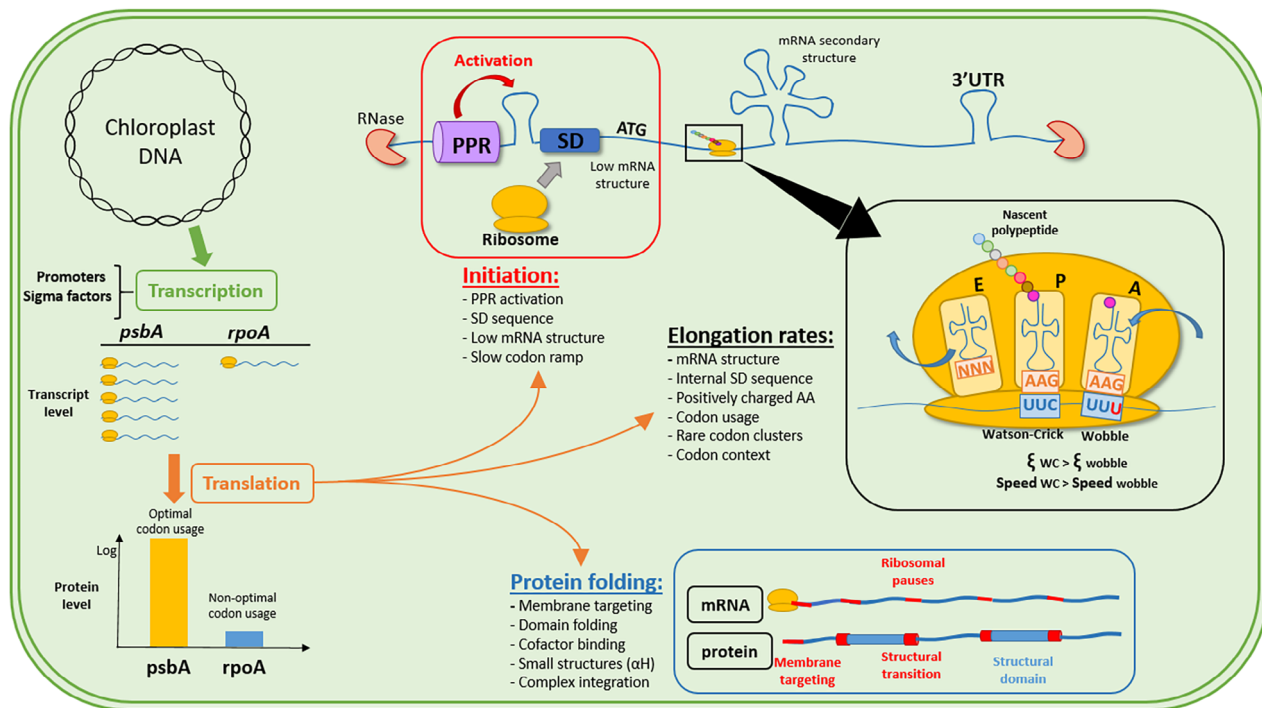 Chloroplast
DNA
Promoters
Sigma factors
Transcription
psbA
rpoA
Transcript
level
Translation
Optimal
codon usage
Log
Protein
level
Non-optimal
codon usage
psbA
rpoA
Activation
RNase
PPR
SD
ATG
Low mRNA
structure
Ribosome
mRNA secondary
structure
3'UTR
Initiation:
- PPR activation
- SD sequence
- Low mRNA structure
- Slow codon ramp
Elongation rates:
- mRNA structure
- Internal SD sequence
- Positively charged AA
- Codon usage
- Rare codon clusters
- Codon context
Nascent
polypeptide
E
P
A
NNN
AAG
AAG
UUC
UUU
Watson-Crick
Wobble
ξ WC > ξ wobble
Speed WC > Speed wobble
Protein folding:
- Membrane targeting
- Domain folding
- Cofactor binding
- Small structures (αH)
- Complex integration
Ribosomal
pauses
mRNA
protein
Membrane
targeting
Structural
transition
Structural
domain